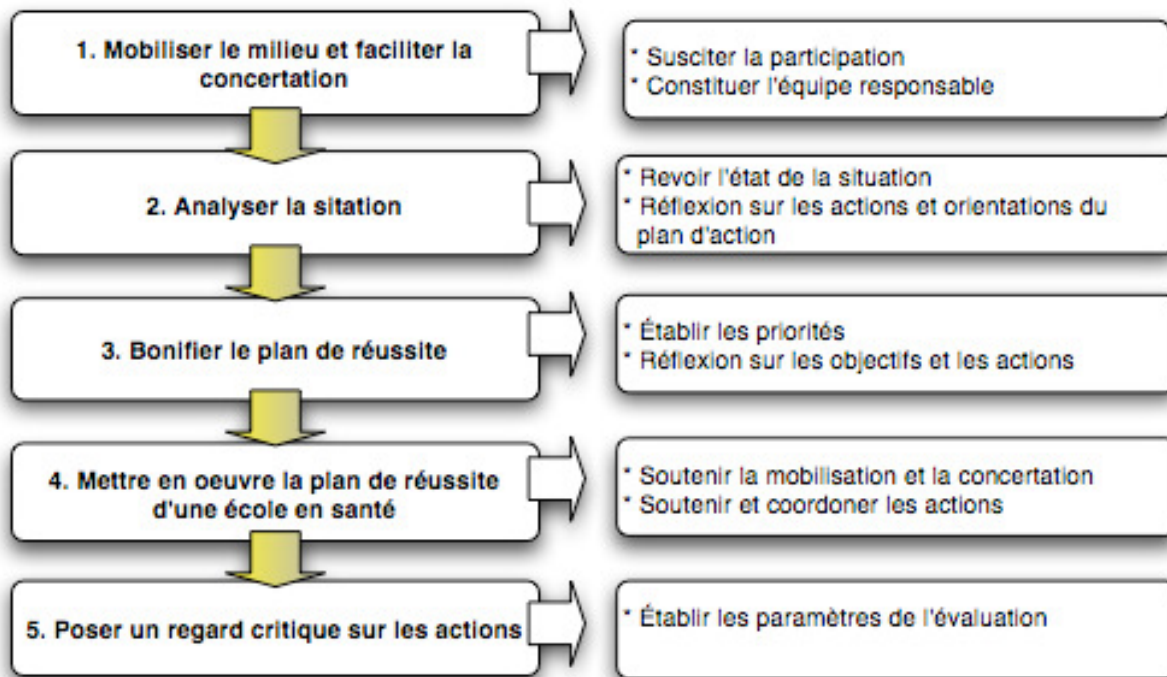 1. Mobiliser le milieu et faciliter la
concertation
* Susciter la participation
* Constituer l'équipe responsable
2. Analyser la sitation
* Revoir l'état de la situation
* Réflexion sur les actions et orientations du
plan d'action
3. Bonifier le plan de réussite
* Établir les priorités
* Réflexion sur les objectifs et les actions
4. Mettre en oeuvre la plan de réussite
d'une école en santé
* Soutenir la mobilisation et la concertation
* Soutenir et coordoner les actions
5. Poser un regard critique sur les actions
* Établir les paramètres de l'évaluation